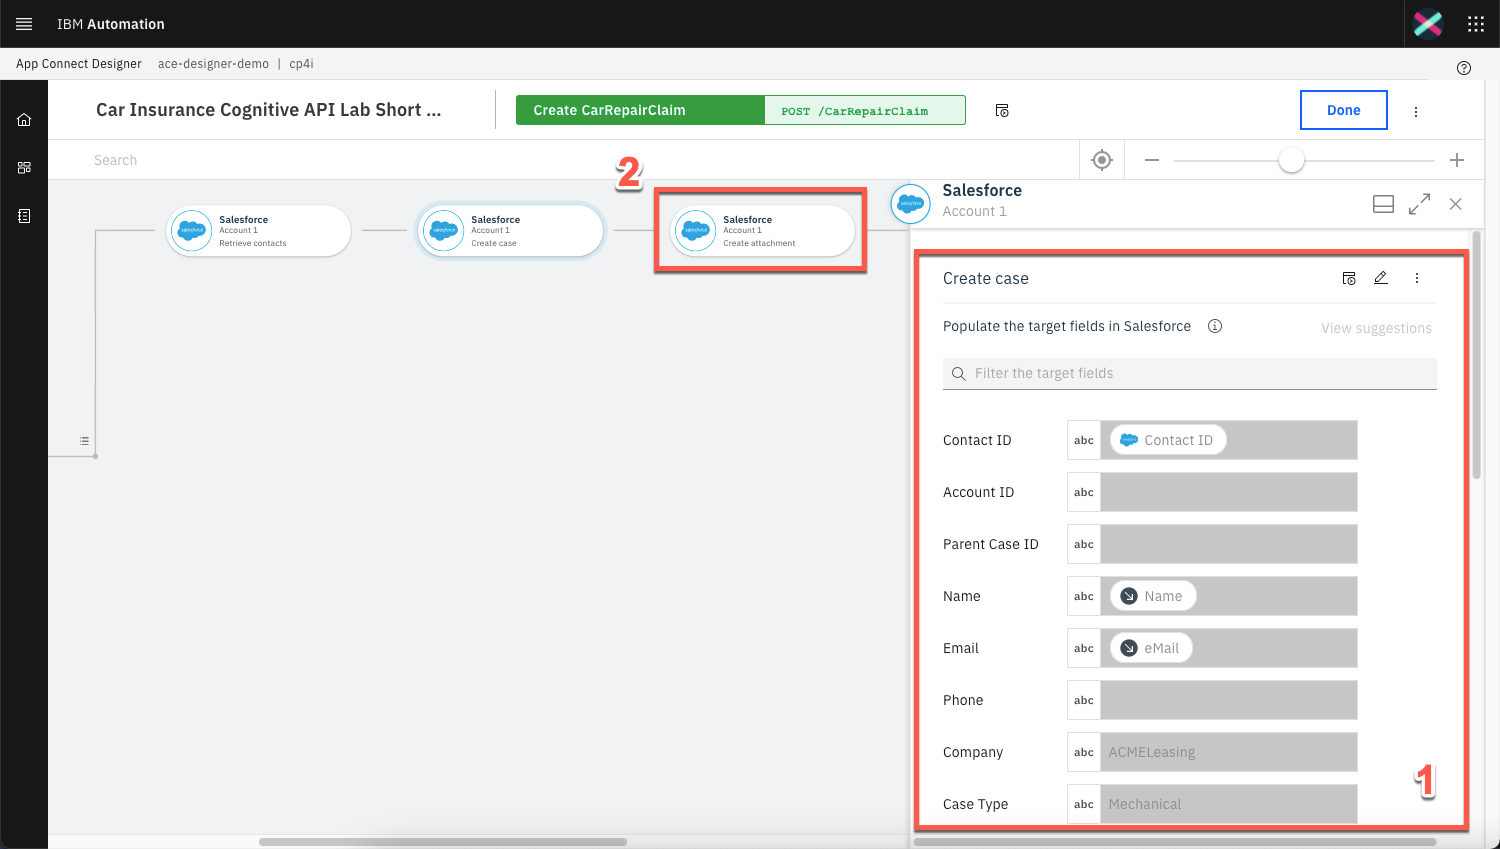 IBM Automation
App Connect Designer ace-designer-demo | cp4i
Car Insurance Cognitive API Lab Short ...
Create CarRepairClaim
POST /CarRepairClaim
Done
Search
2
Salesforce
Account 1
Retrieve contacts
Salesforce
Account 1
Create case
Salesforce
Account 1
Create attachment
Salesforce
Account 1
Create case
Populate the target fields in Salesforce
View suggestions
Filter the target fields
Contact ID abc Contact ID
Account ID abc
Parent Case ID abc
Name abc Name
Email abc eMail
Phone abc
Company abc ACMELeasing
Case Type abc Mechanical
1